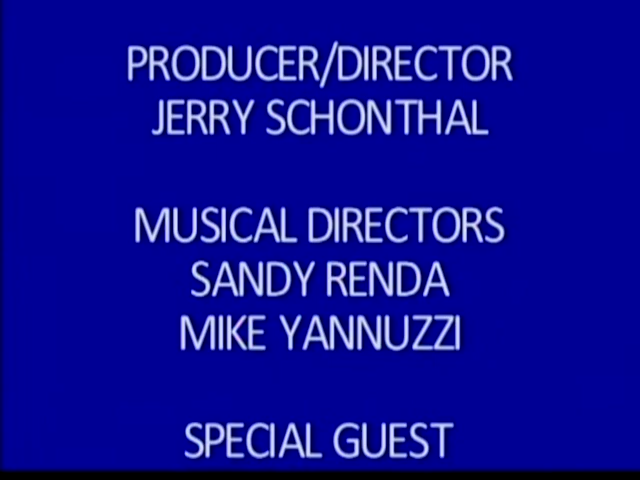 PRODUCER/DIRECTOR
JERRY SCHONTHAL
MUSICAL DIRECTORS
SANDY RENDA
MIKE YANNUZZI
SPECIAL GUEST